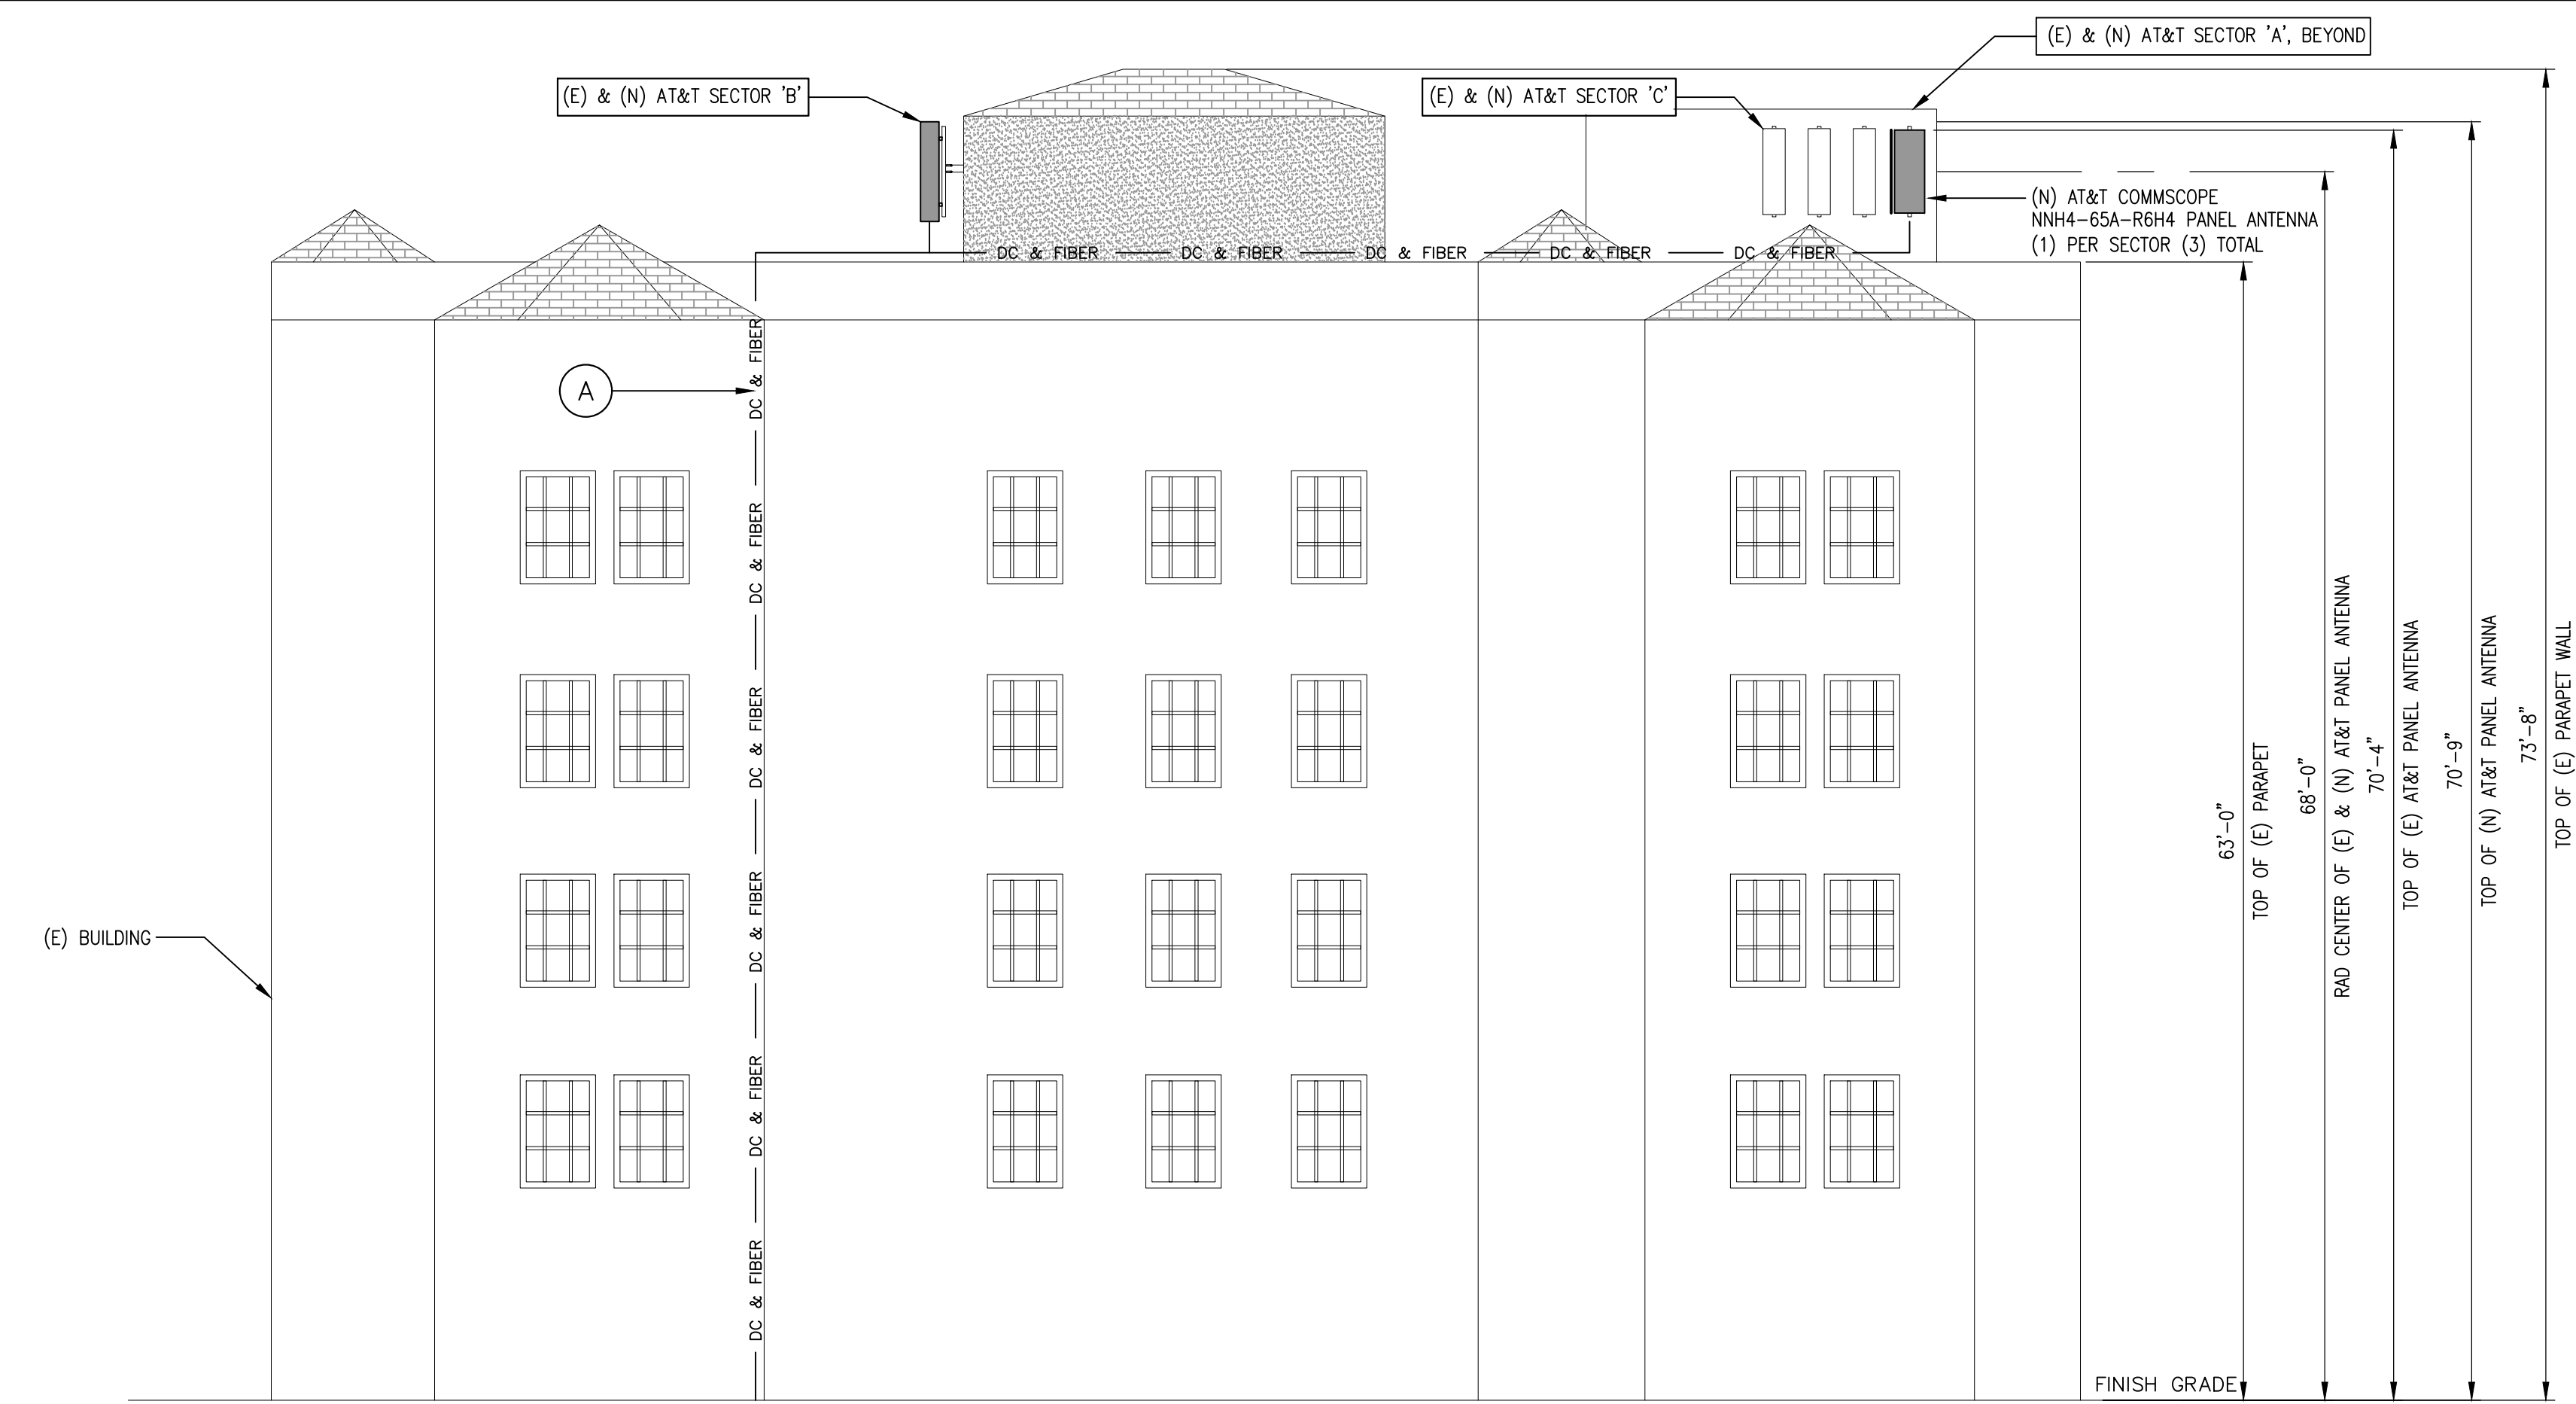 (E) & (N) AT&T SECTOR 'A', BEYOND
(E) & (N) AT&T SECTOR 'B'
(E) & (N) AT&T SECTOR 'C'
(N) AT&T COMMSCOPE
NNH4-65A-R6H4 PANEL ANTENNA
(1) PER SECTOR (3) TOTAL
DC & FIBER
DC & FIBER
DC & FIBER
DC & FIBER
DC & FIBER
DC & FIBER
A
DC & FIBER
DC & FIBER
DC & FIBER
DC & FIBER
DC & FIBER
(E) BUILDING
63'-0"
TOP OF (E) PARAPET
68'-0"
RAD CENTER OF (E) & (N) AT&T PANEL ANTENNA
70'-4"
TOP OF (E) AT&T PANEL ANTENNA
70'-9"
TOP OF (N) AT&T PANEL ANTENNA
73'-8"
TOP OF (E) PARAPET WALL
FINISH GRADE